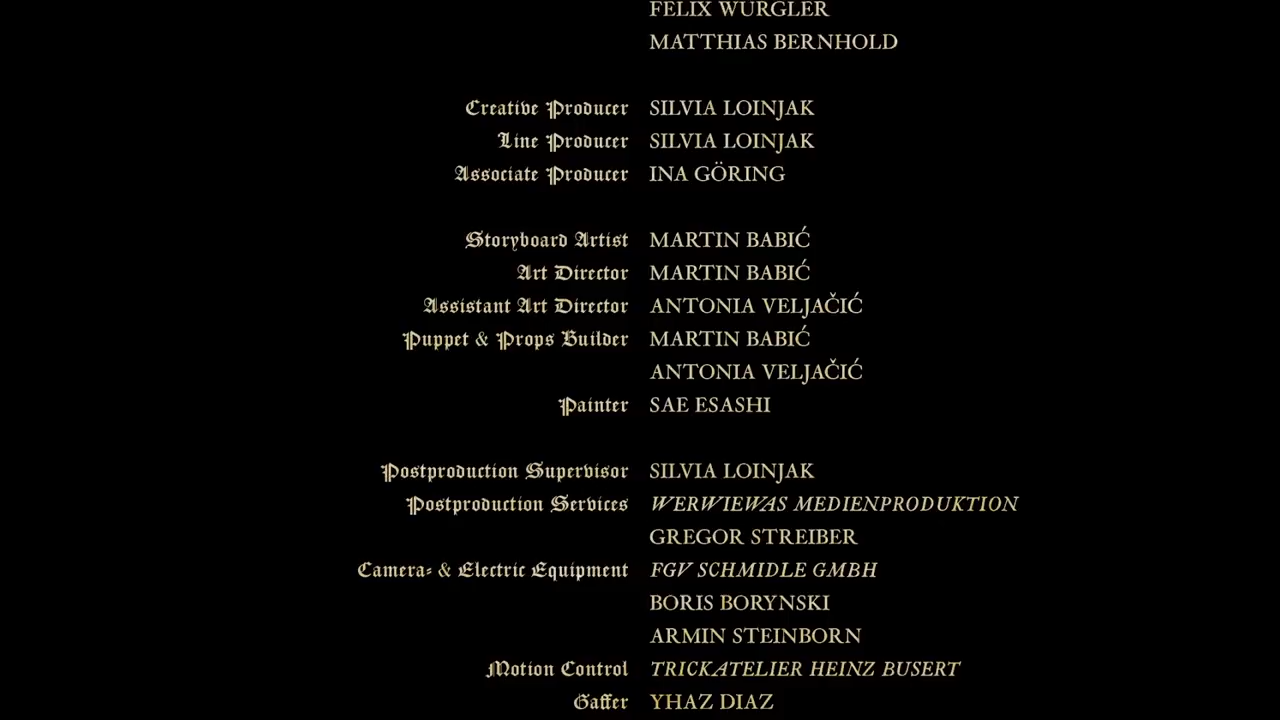 FELIX WURGLER
MATTHIAS BERNHOLD
Creative Producer SILVIA LOINJAK
Line Producer SILVIA LOINJAK
Associate Producer INA GÖRING
Storyboard Artist MARTIN BABIĆ
Art Director MARTIN BABIĆ
Assistant Art Director ANTONIA VELJAČIĆ
Puppet & Props Builder MARTIN BABIĆ
ANTONIA VELJAČIĆ
Painter SAE ESASHI
Postproduction Supervisor SILVIA LOINJAK
Postproduction Services WERWIEWAS MEDIENPRODUKTION
GREGOR STREIBER
Camera- & Electric Equipment FGV SCHMIDLE GMBH
BORIS BORYNSKI
ARMIN STEINBORN
Motion Control TRICKATELIER HEINZ BUSERT
Gaffer YHAZ DIAZ